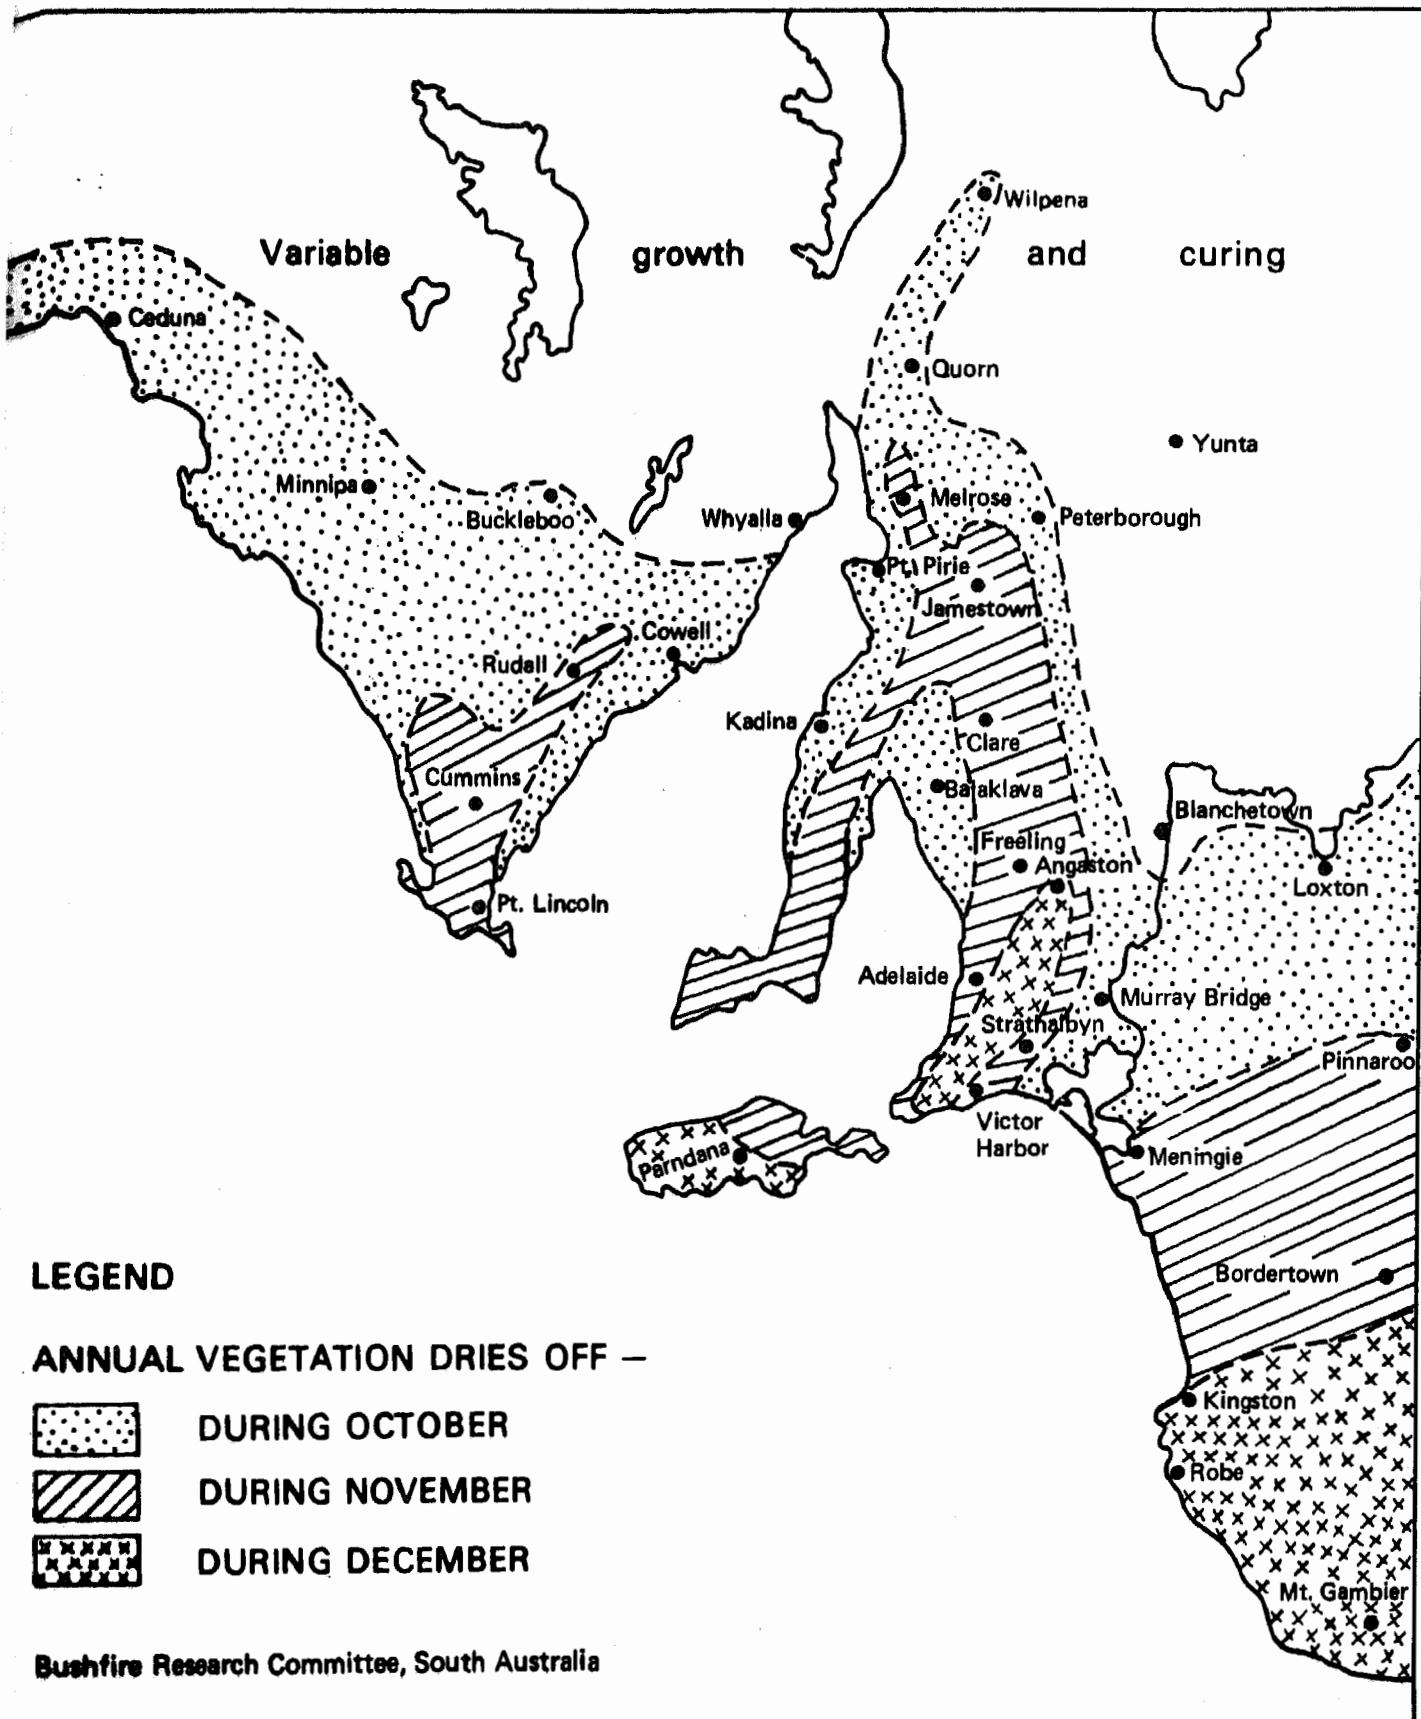 Wilpena
Variable growth and curing
Ceduna
Quorn
Yunta
Minnipa
Buckleboo
Whyalla
Melrose
Peterborough
Pt. Pirie
Jamestown
Cowell
Rudall
Kadina
Clare
Cummins
Balaklava
Blanchetown
Freeling
Angaston
Loxton
Pt. Lincoln
Adelaide
Murray Bridge
Strathalbyn
Pinnaroo
Victor
Harbor
Parndana
Meningie
Bordertown
LEGEND
ANNUAL VEGETATION DRIES OFF —
Kingston
DURING OCTOBER
Robe
DURING NOVEMBER
DURING DECEMBER
Mt. Gambier
Bushfire Research Committee, South Australia